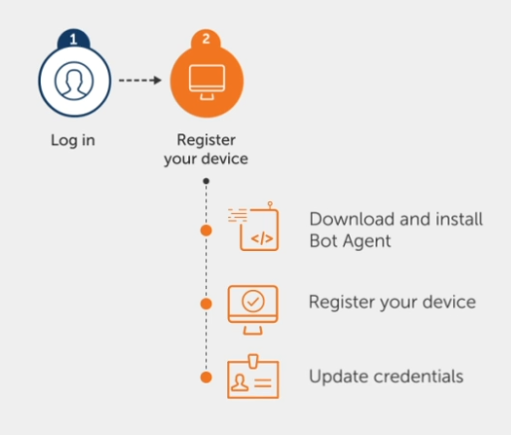 1
2
Log in
Register
your device
</>
Download and install
Bot Agent
Register your device
Update credentials